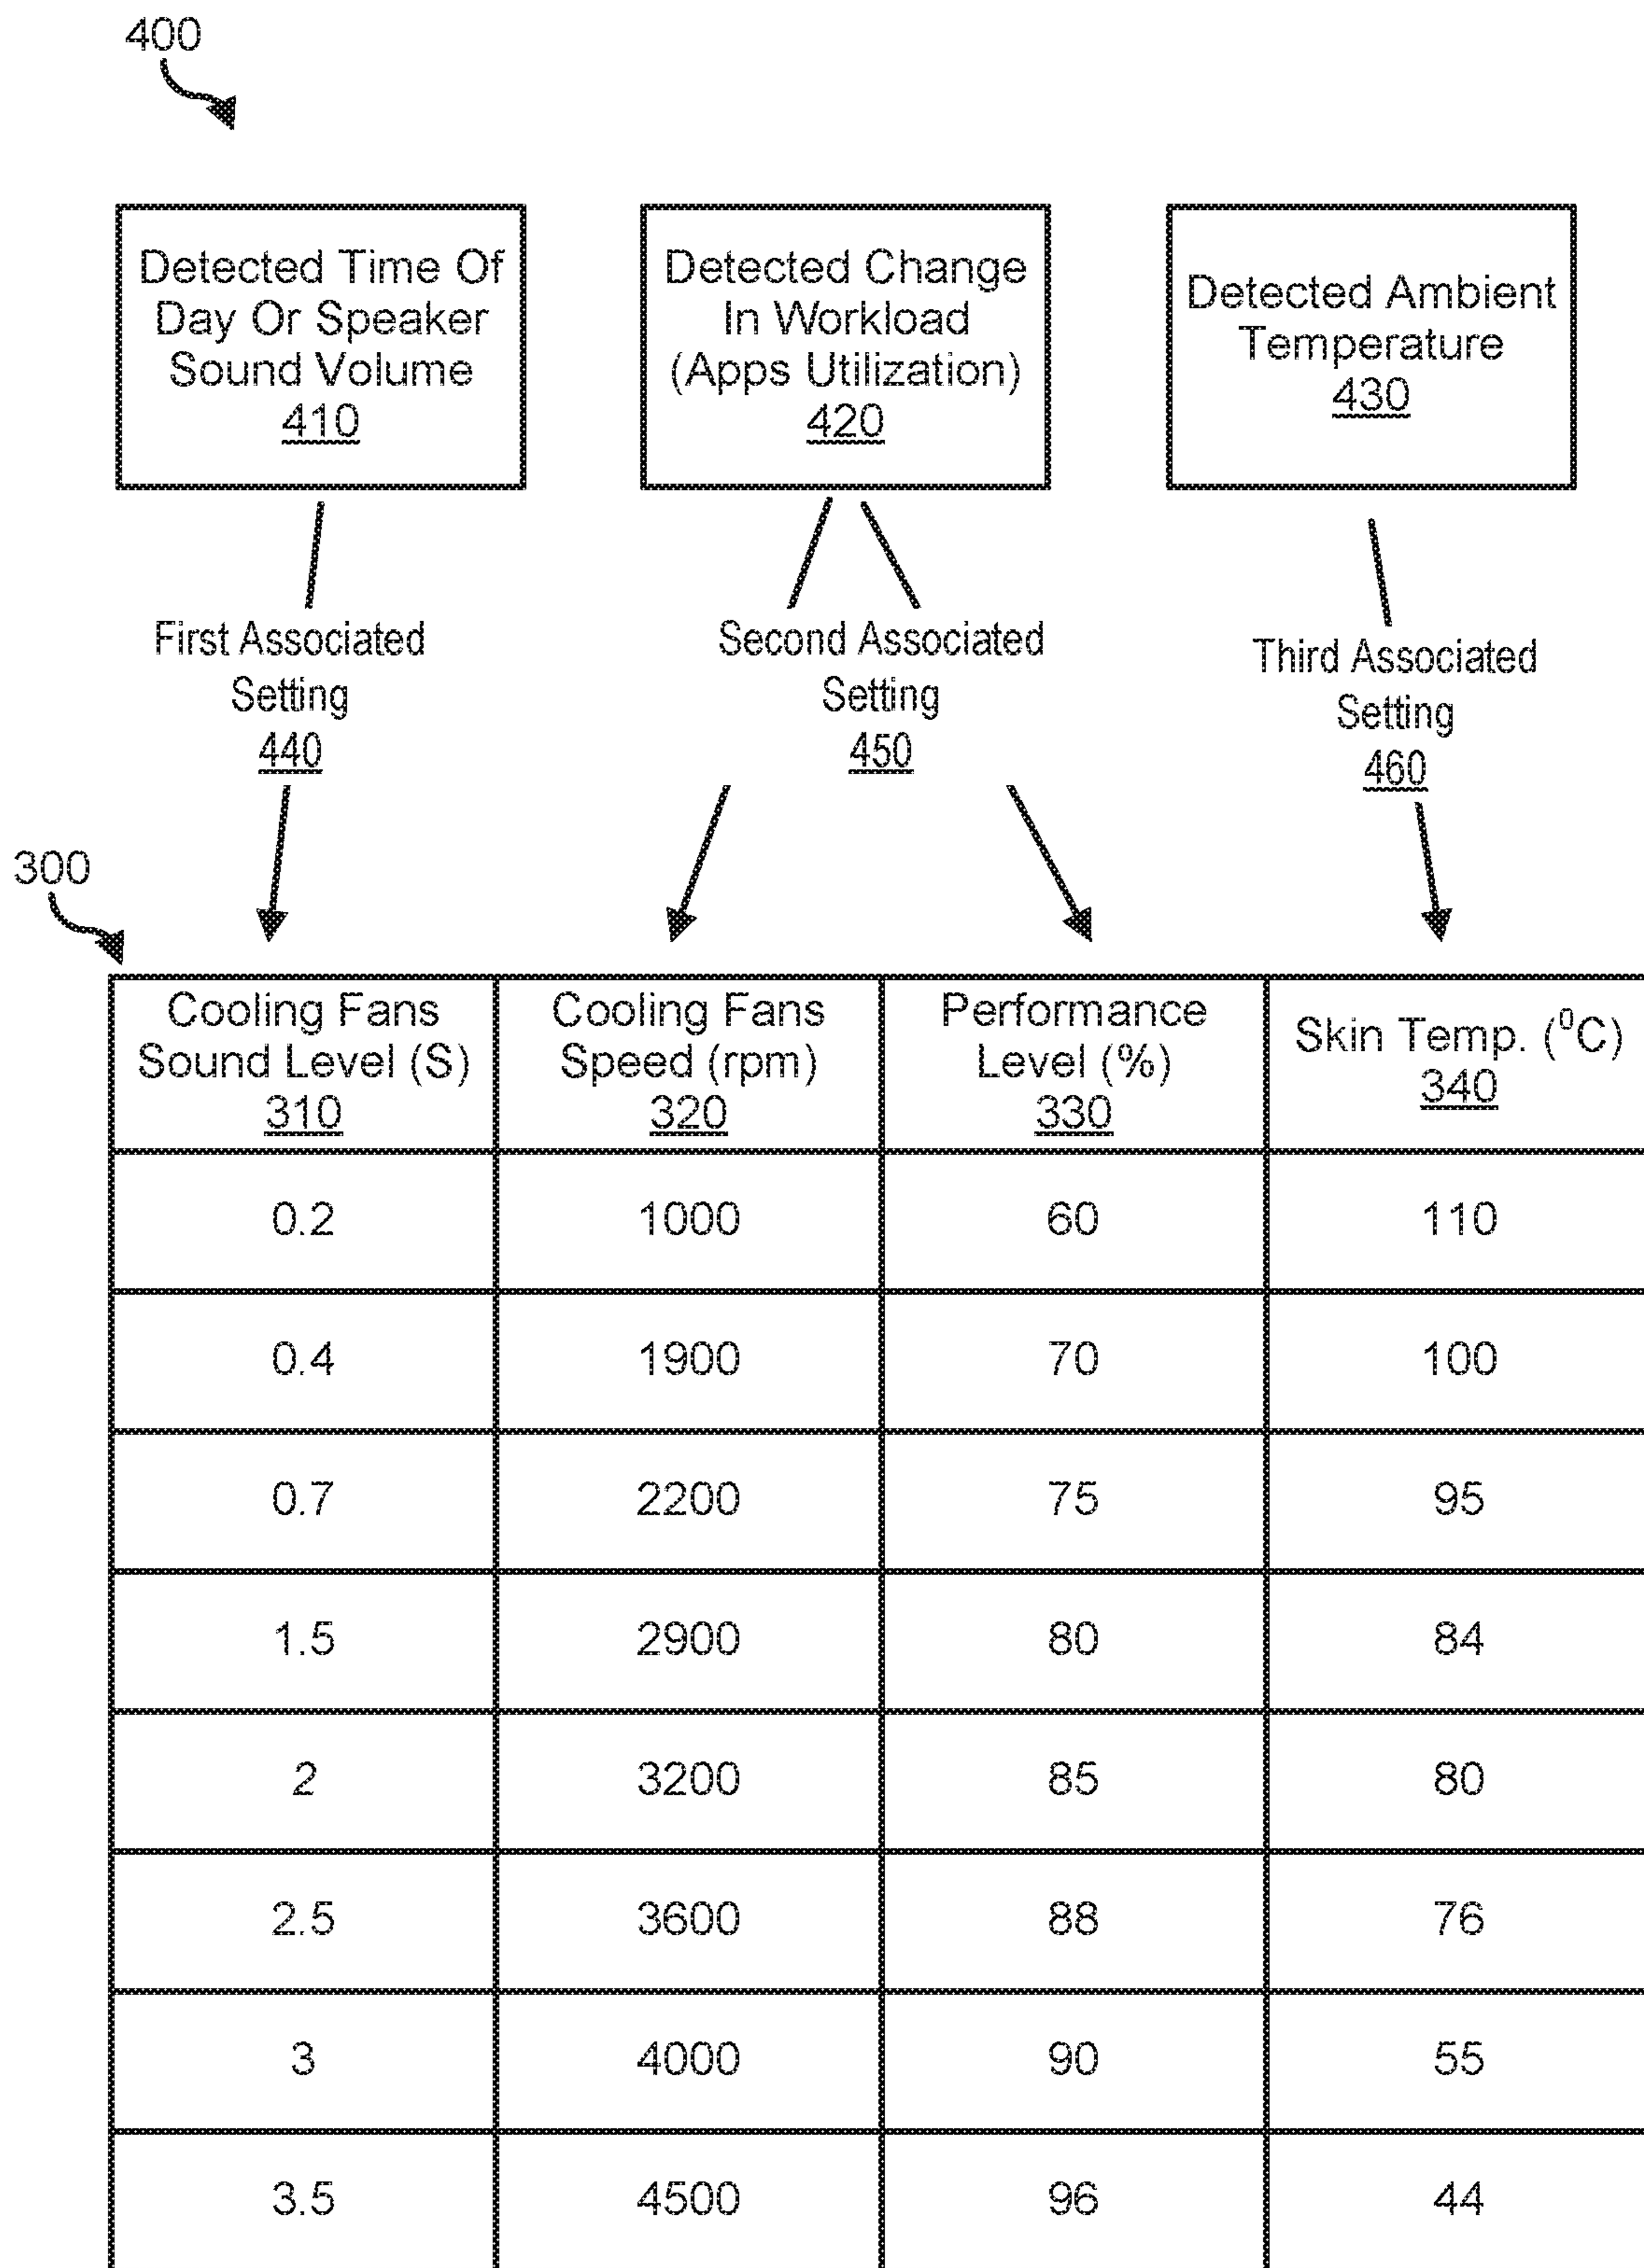 400
Detected Time Of
Day Or Speaker
Sound Volume
410
Detected Change
In Workload
(Apps Utilization)
420
Detected Ambient
Temperature
430
First Associated
Setting
440
Second Associated
Setting
450
Third Associated
Setting
460
300
Cooling Fans
Sound Level (S)
310
Cooling Fans
Speed (rpm)
320
Performance
Level (%)
330
Skin Temp. (⁰C)
340
0.2 1000 60 110
0.4 1900 70 100
0.7 2200 75 95
1.5 2900 80 84
2 3200 85 80
2.5 3600 88 76
3 4000 90 55
3.5 4500 96 44